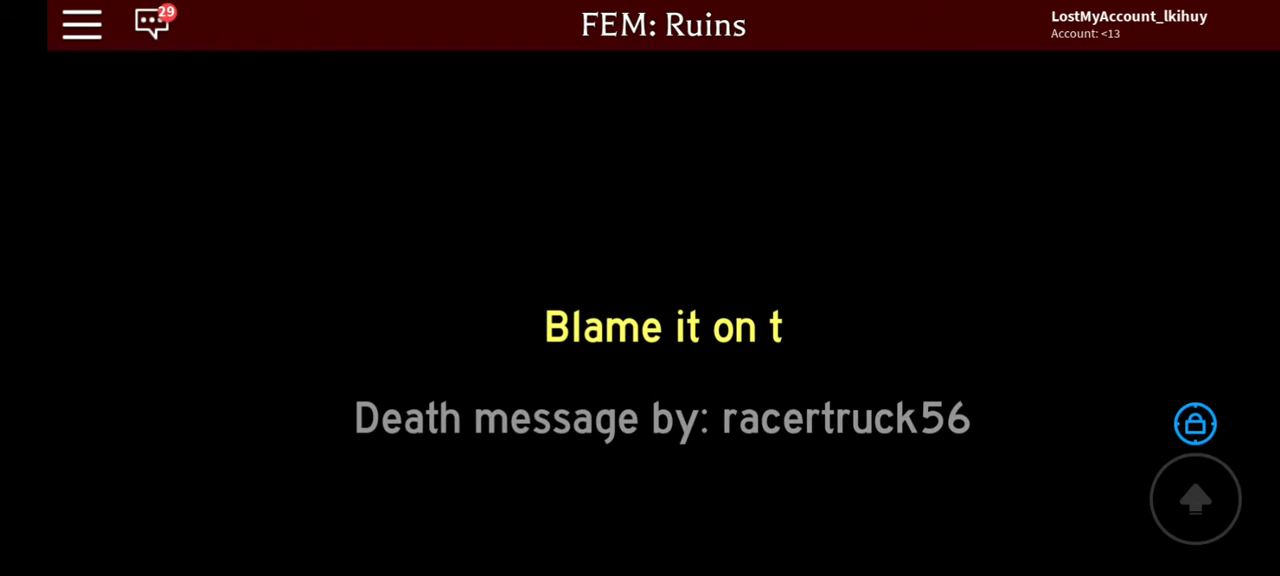 29
FEM: Ruins
LostMyAccount_lkihuy
Account: <13
Blame it on t
Death message by: racertruck56